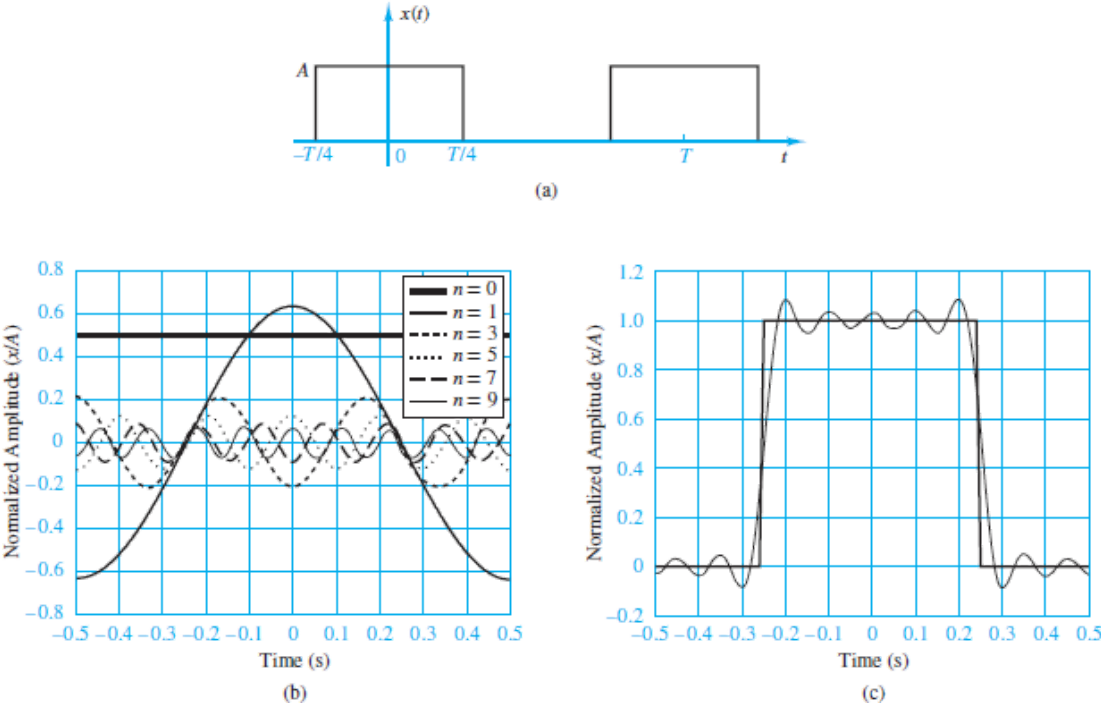 x(t)
A
–T/4 0 T/4 T t
(a)
Normalized Amplitude (x/A)
0.8
0.6
0.4
0.2
0
–0.2
–0.4
–0.6
–0.8
n = 0
n = 1
n = 3
n = 5
n = 7
n = 9
–0.5 –0.4 –0.3 –0.2 –0.1 0 0.1 0.2 0.3 0.4 0.5
Time (s)
(b)
Normalized Amplitude (x/A)
1.2
1.0
0.8
0.6
0.4
0.2
0
–0.2
–0.5 –0.4 –0.3 –0.2 –0.1 0 0.1 0.2 0.3 0.4 0.5
Time (s)
(c)